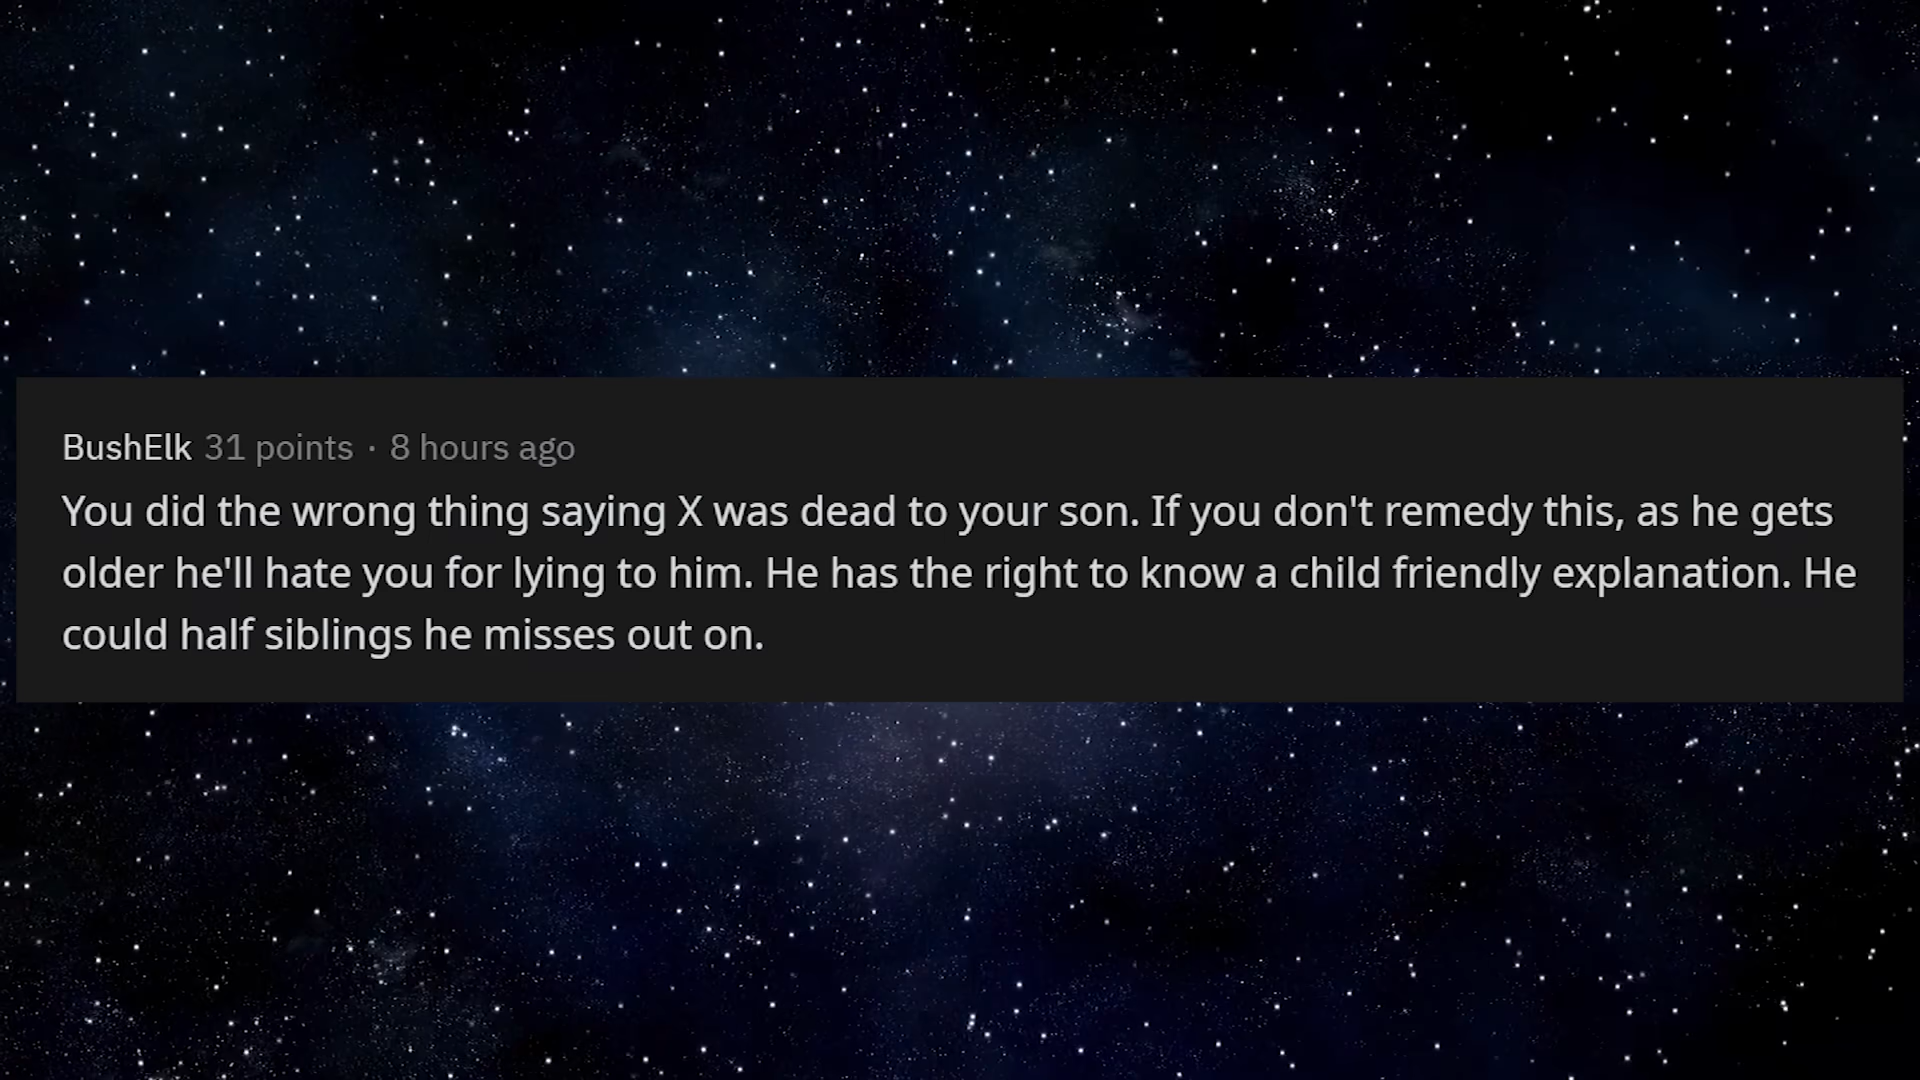 BushElk 31 points · 8 hours ago
You did the wrong thing saying X was dead to your son. If you don't remedy this, as he gets
older he'll hate you for lying to him. He has the right to know a child friendly explanation. He
could half siblings he misses out on.